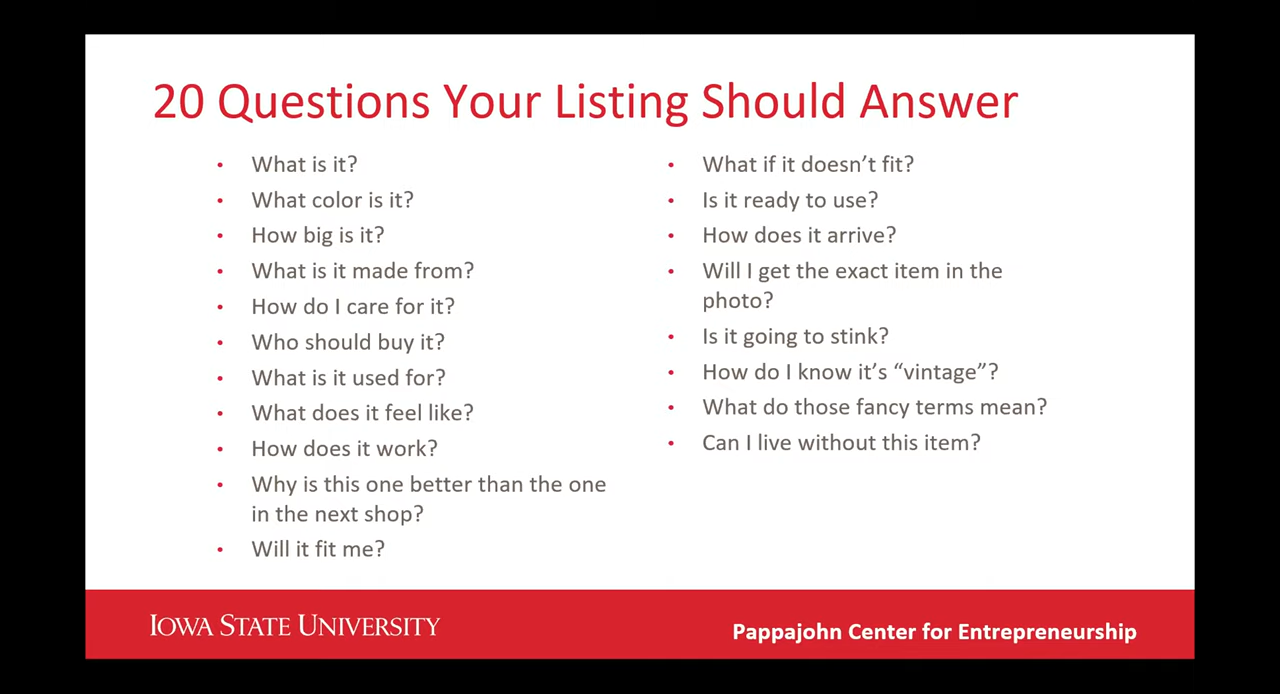 20 Questions Your Listing Should Answer
• What is it?
• What color is it?
• How big is it?
• What is it made from?
• How do I care for it?
• Who should buy it?
• What is it used for?
• What does it feel like?
• How does it work?
• Why is this one better than the one
in the next shop?
• Will it fit me?
• What if it doesn’t fit?
• Is it ready to use?
• How does it arrive?
• Will I get the exact item in the
photo?
• Is it going to stink?
• How do I know it’s “vintage”?
• What do those fancy terms mean?
• Can I live without this item?
IOWA STATE UNIVERSITY
Pappajohn Center for Entrepreneurship